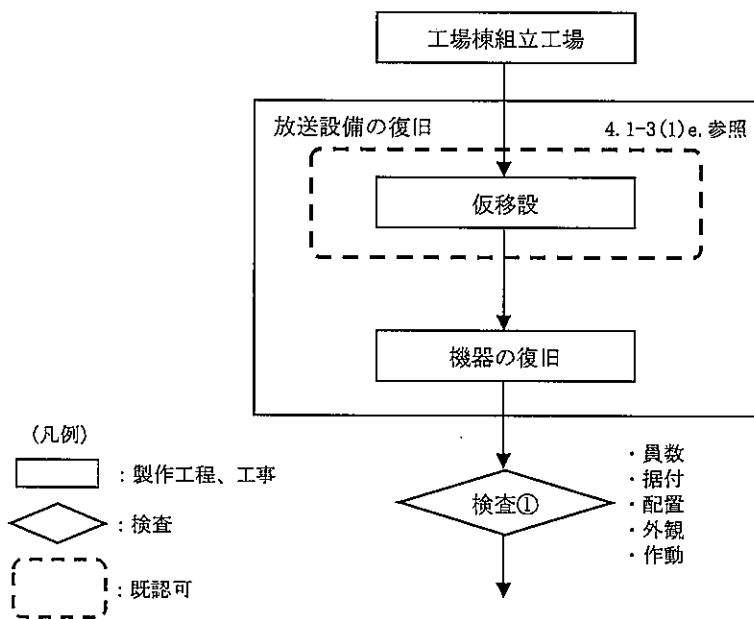 工場棟組立工場
放送設備の復旧
4.1-3(1)e.参照
仮移設
機器の復旧
(凡例)
：製作工程、工事
：検査
：既認可
検査①
・員数
・据付
・配置
・外観
・作動